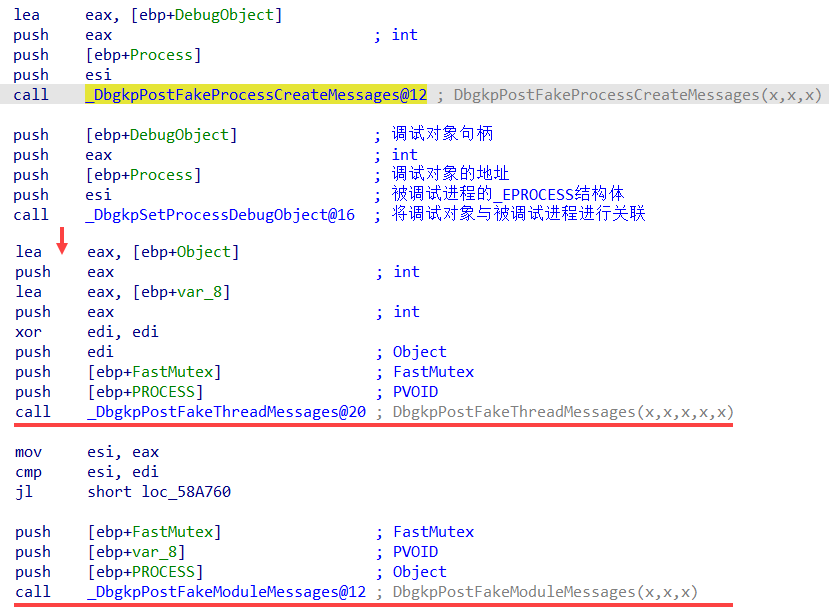 lea eax, [ebp+DebugObject]
push eax ; int
push [ebp+Process]
push esi
call _DbgkpPostFakeProcessCreateMessages@12 ; DbgkpPostFakeProcessCreateMessages(x,x,x)
push [ebp+DebugObject] ; 调试对象句柄
push eax ; int
push [ebp+Process] ; 调试对象的地址
push esi ; 被调试进程的_EPROCESS结构体
call _DbgkpSetProcessDebugObject@16 ; 将调试对象与被调试进程进行关联
lea eax, [ebp+Object]
push eax ; int
lea eax, [ebp+var_8]
push eax ; int
xor edi, edi
push edi ; Object
push [ebp+FastMutex] ; FastMutex
push [ebp+PROCESS] ; PVOID
call _DbgkpPostFakeThreadMessages@20 ; DbgkpPostFakeThreadMessages(x,x,x,x,x)
mov esi, eax
cmp esi, edi
jl short loc_58A760
push [ebp+FastMutex] ; FastMutex
push [ebp+var_8] ; PVOID
push [ebp+PROCESS] ; Object
call _DbgkpPostFakeModuleMessages@12 ; DbgkpPostFakeModuleMessages(x,x,x)